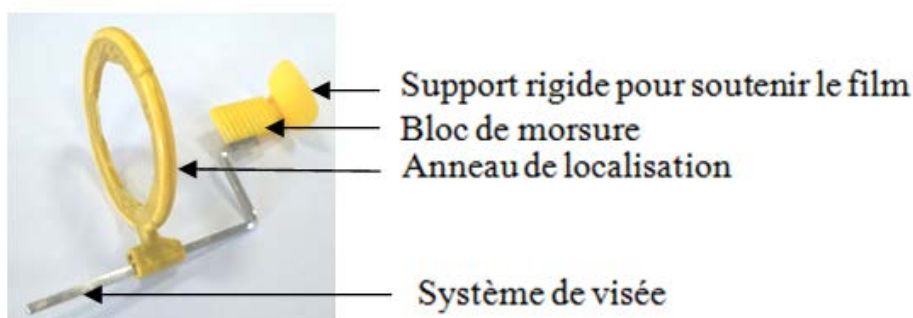 Support rigide pour soutenir le film
Bloc de morsure
Anneau de localisation
Système de visée